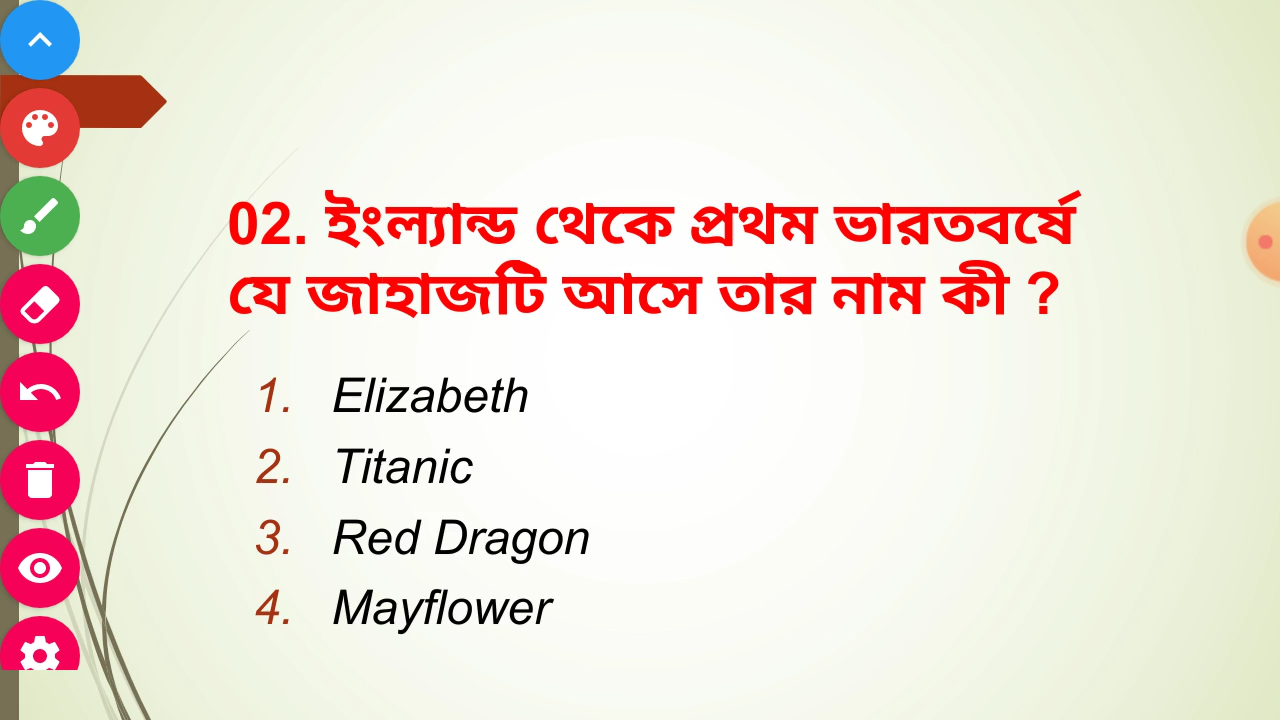 02. ইংল্যান্ড থেকে প্রথম ভারতবর্ষে
যে জাহাজটি আসে তার নাম কী ?
1. Elizabeth
2. Titanic
3. Red Dragon
4. Mayflower